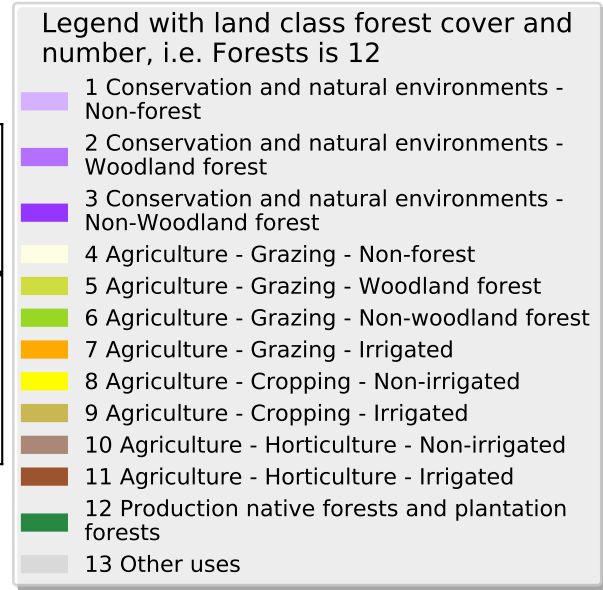 Legend with land class forest cover and
number, i.e. Forests is 12
1 Conservation and natural environments -
Non-forest
2 Conservation and natural environments -
Woodland forest
3 Conservation and natural environments -
Non-Woodland forest
4 Agriculture - Grazing - Non-forest
5 Agriculture - Grazing - Woodland forest
6 Agriculture - Grazing - Non-woodland forest
7 Agriculture - Grazing - Irrigated
8 Agriculture - Cropping - Non-irrigated
9 Agriculture - Cropping - Irrigated
10 Agriculture - Horticulture - Non-irrigated
11 Agriculture - Horticulture - Irrigated
12 Production native forests and plantation
forests
13 Other uses